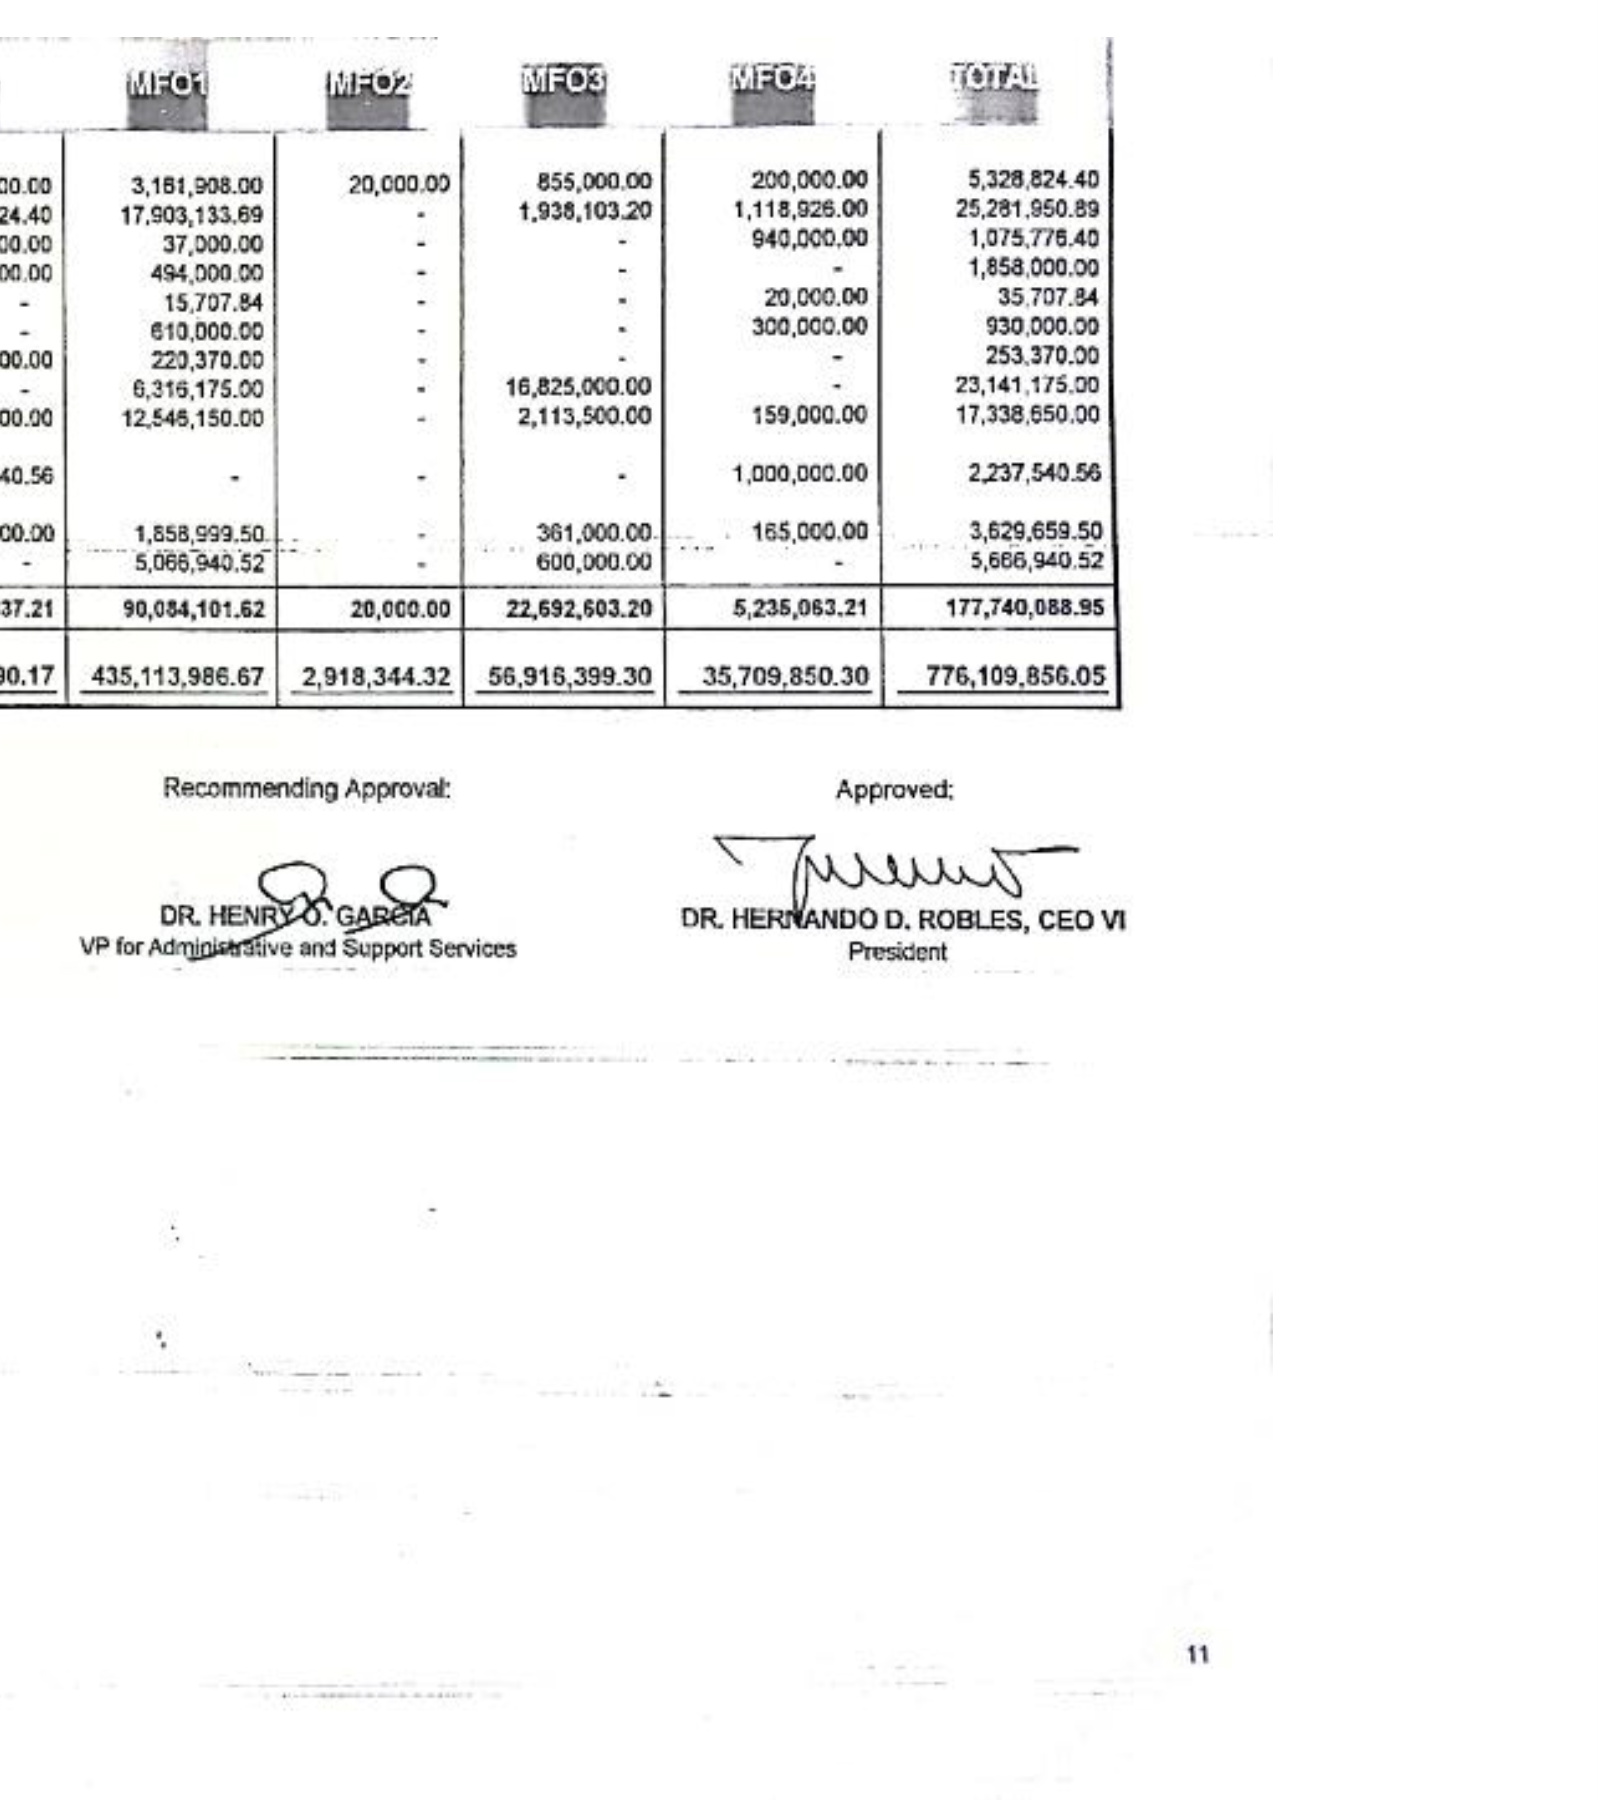 MFO1 MFO2 MFO3 MFO4 TOTAL
00.00 3,161,908.00 20,000.00 855,000.00 200,000.00 5,328,824.40
24.40 17,903,133.69 - 1,938,103.20 1,118,926.00 25,281,950.89
00.00 37,000.00 - - 940,000.00 1,075,776.40
00.00 494,000.00 - - - 1,858,000.00
- 15,707.84 - - 20,000.00 35,707.84
- 610,000.00 - - 300,000.00 930,000.00
00.00 220,370.00 - - - 253,370.00
- 6,316,175.00 - 16,825,000.00 - 23,141,175.00
00.00 12,546,150.00 - 2,113,500.00 159,000.00 17,338,650.00
40.56 - - - 1,000,000.00 2,237,540.56
00.00 1,858,999.50 - 361,000.00 165,000.00 3,629,659.50
- 5,066,940.52 - 600,000.00 - 5,666,940.52
37.21 90,084,101.62 20,000.00 22,692,603.20 5,235,063.21 177,740,088.95
90.17 435,113,986.67 2,918,344.32 56,916,399.30 35,709,850.30 776,109,856.05
Recommending Approval: Approved:
DR. HENRY O. GARCIA DR. HERNANDO D. ROBLES, CEO VI
VP for Administrative and Support Services President
11